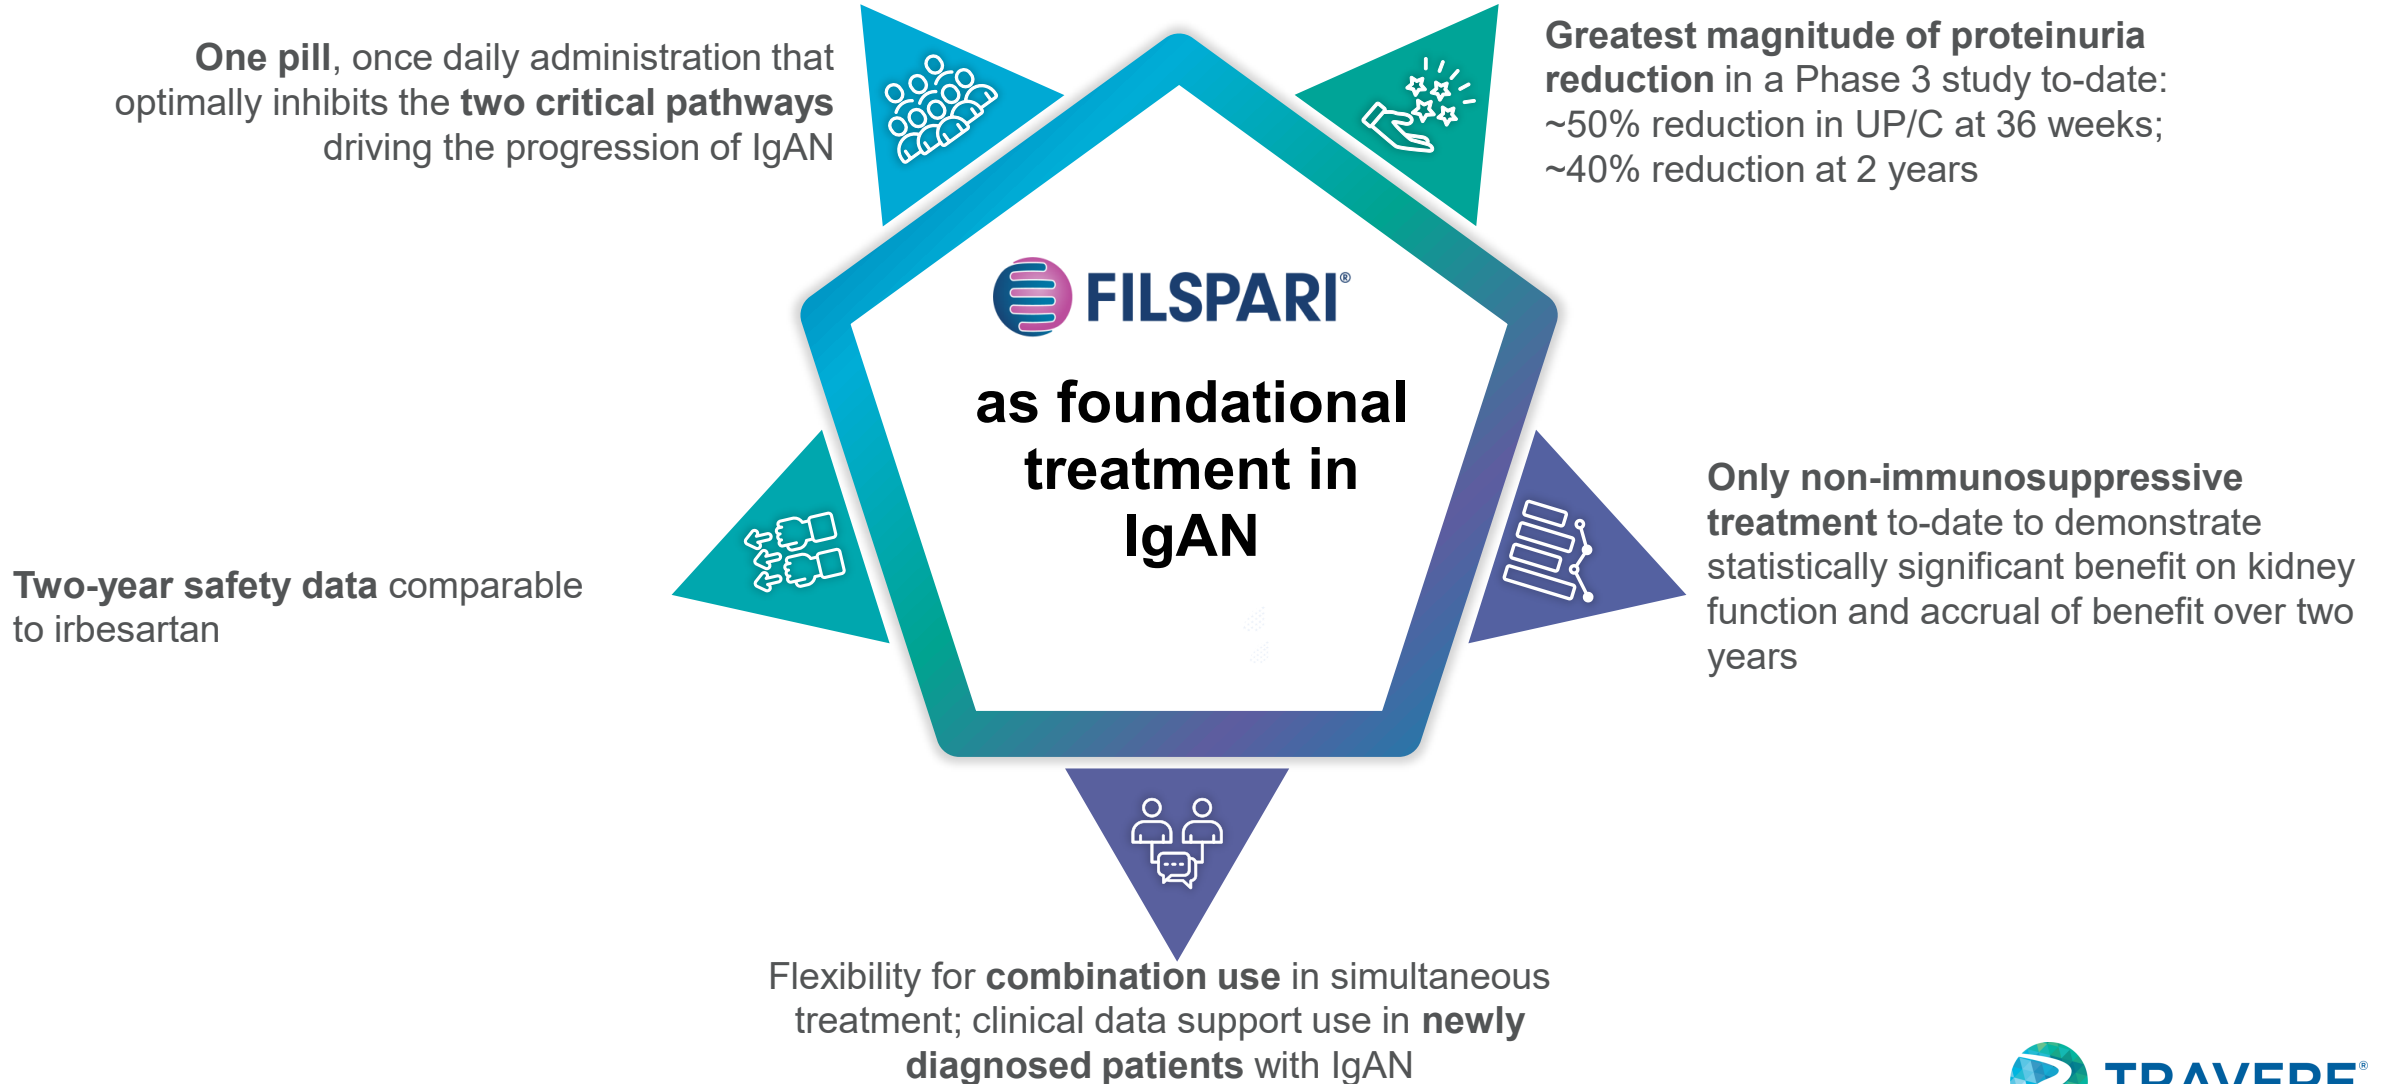 One pill, once daily administration that
optimally inhibits the two critical pathways
driving the progression of IgAN
Greatest magnitude of proteinuria
reduction in a Phase 3 study to-date:
~50% reduction in UP/C at 36 weeks;
~40% reduction at 2 years
FILSPARI®
as foundational
treatment in
IgAN
Two-year safety data comparable
to irbesartan
Only non-immunosuppressive
treatment to-date to demonstrate
statistically significant benefit on kidney
function and accrual of benefit over two
years
Flexibility for combination use in simultaneous
treatment; clinical data support use in newly
diagnosed patients with IgAN
TRAVERE®